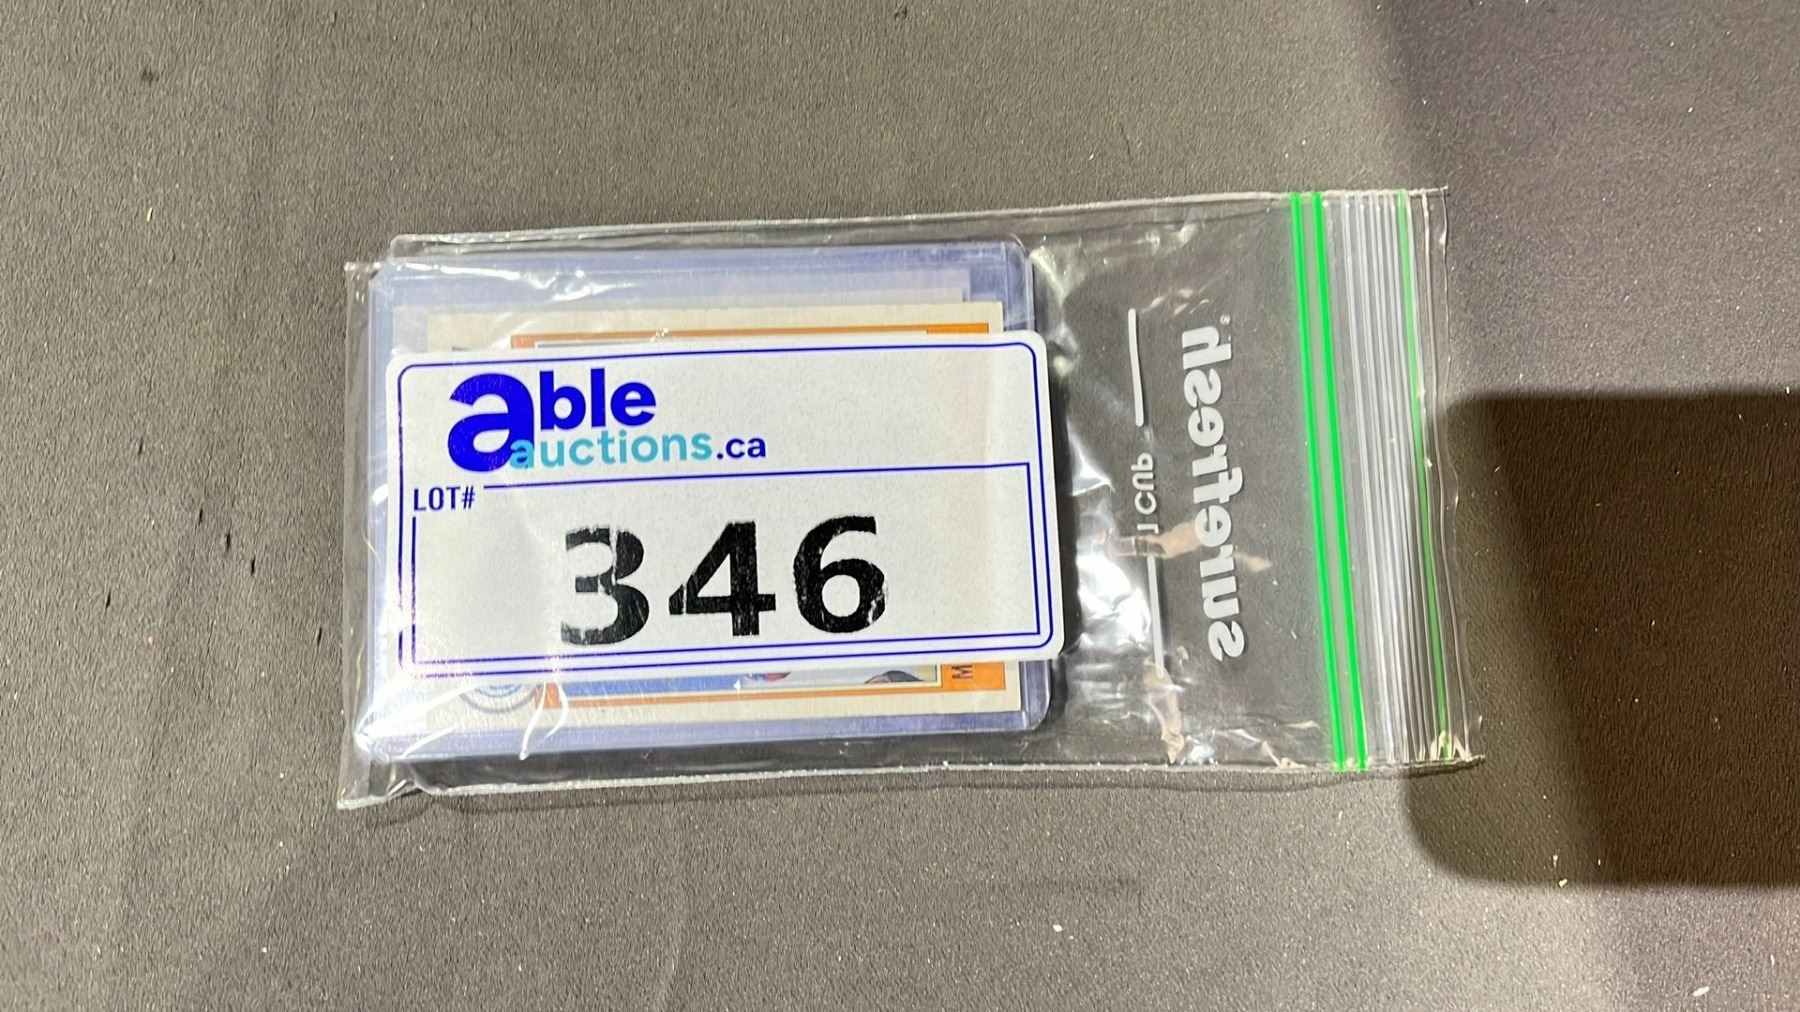 able
auctions.ca
LOT#
346
1 CUP
surefresh
M